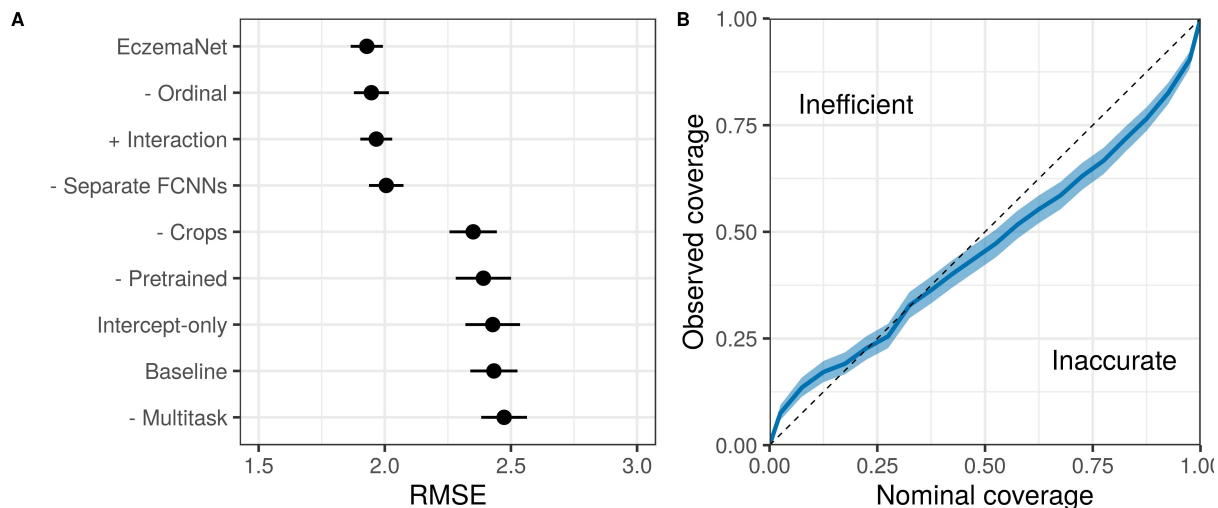 A
EczemaNet
- Ordinal
+ Interaction
- Separate FCNNs
- Crops
- Pretrained
Intercept-only
Baseline
- Multitask
1.5 2.0 2.5 3.0
RMSE
B
1.00
0.75
0.50
0.25
0.00
Observed coverage
Inefficient
Inaccurate
0.00 0.25 0.50 0.75 1.00
Nominal coverage